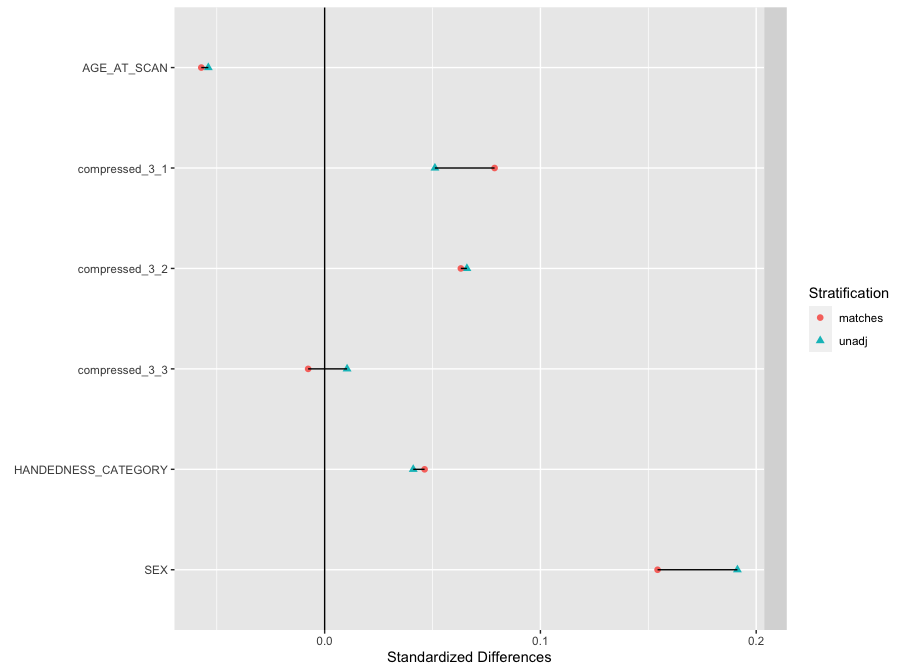 AGE_AT_SCAN
compressed_3_1
compressed_3_2
compressed_3_3
HANDEDNESS_CATEGORY
SEX
0.0 0.1 0.2
Standardized Differences
Stratification
matches
unadj